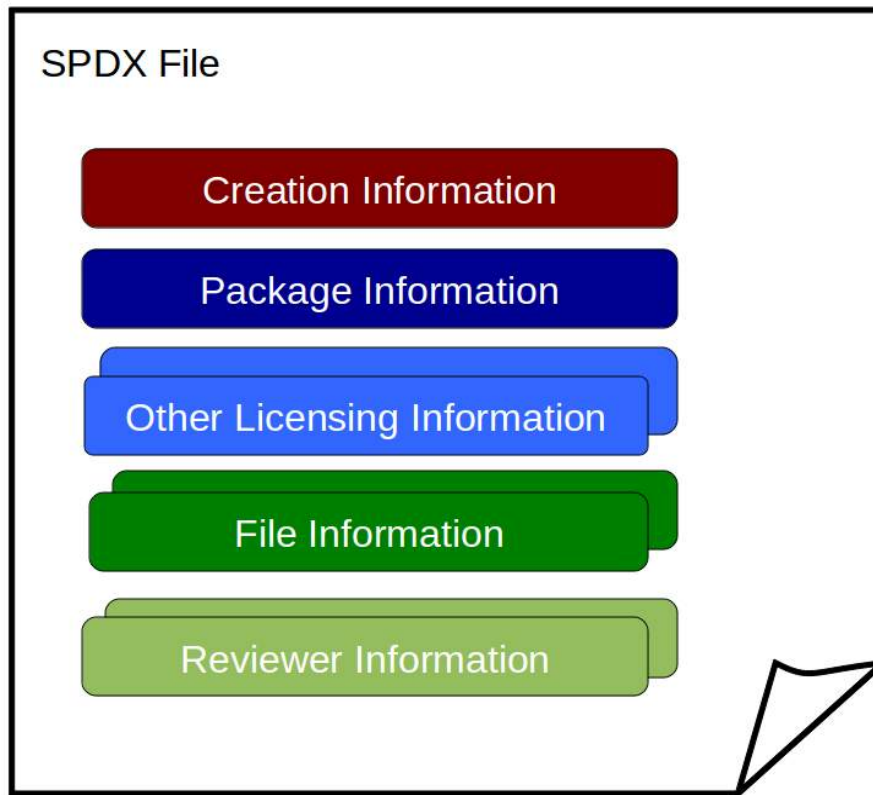 SPDX File
Creation Information
Package Information
Other Licensing Information
File Information
Reviewer Information